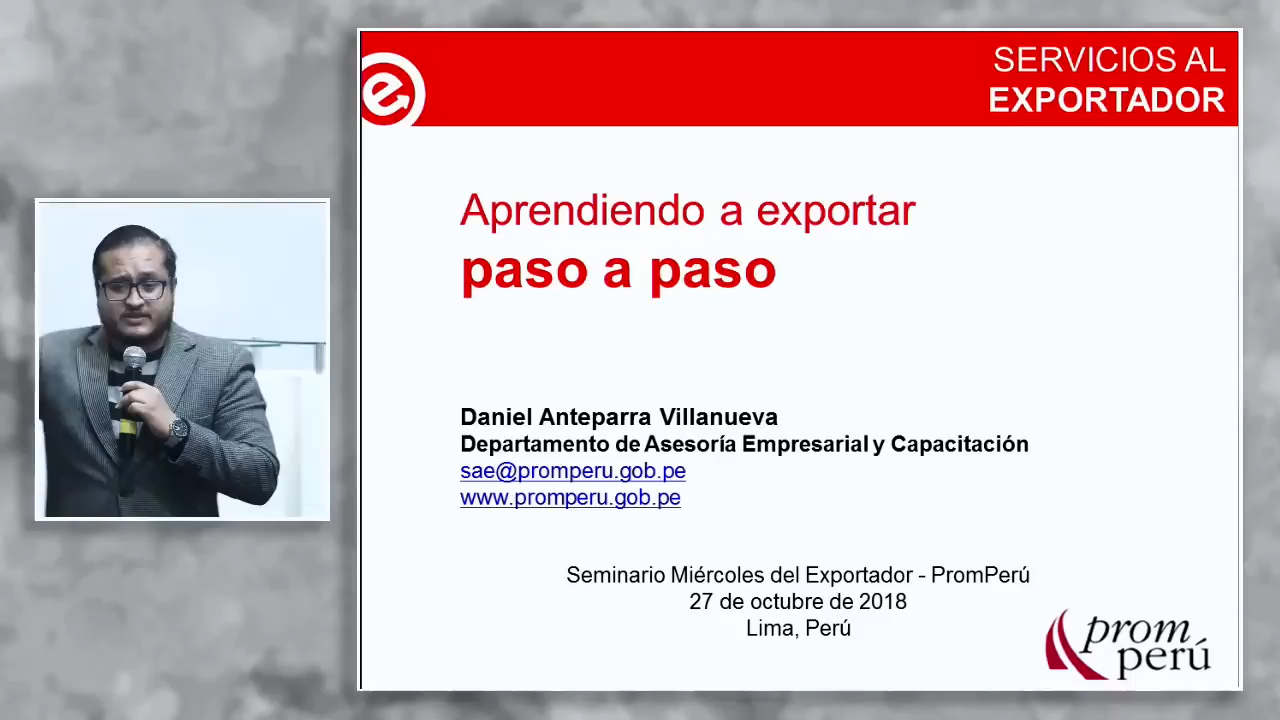 SERVICIOS AL
EXPORTADOR
Aprendiendo a exportar
paso a paso
Daniel Anteparra Villanueva
Departamento de Asesoría Empresarial y Capacitación
sae@promperu.gob.pe
www.promperu.gob.pe
Seminario Miércoles del Exportador - PromPerú
27 de octubre de 2018
Lima, Perú
prom
perú